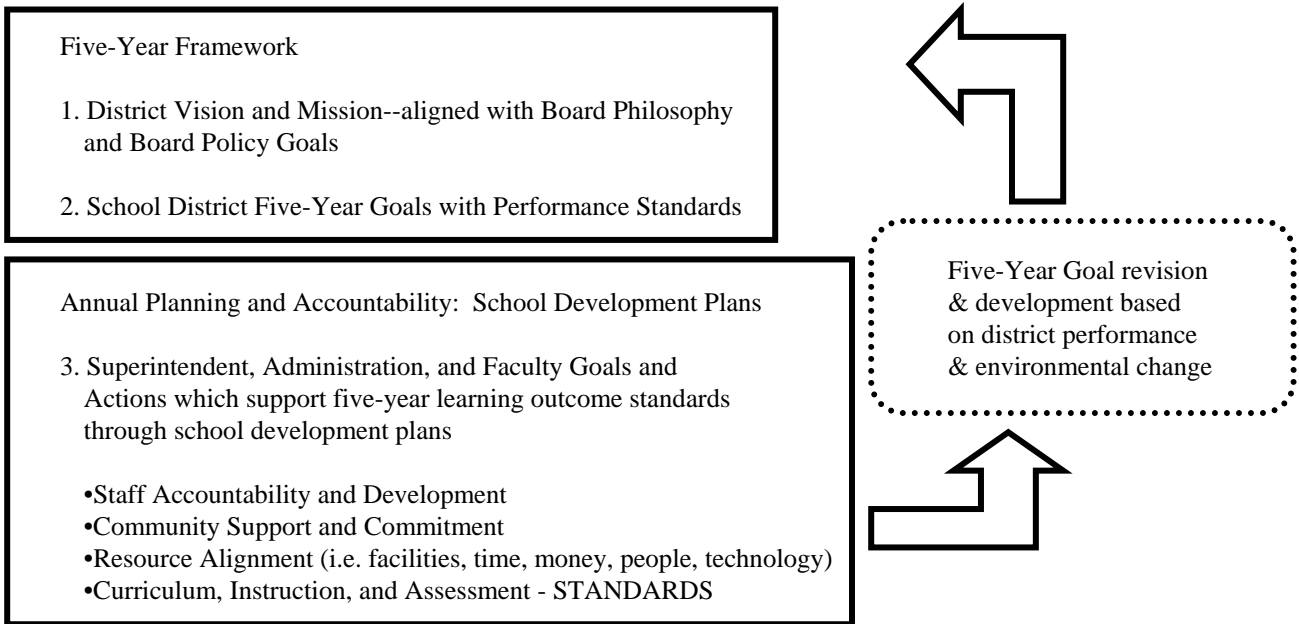 Five-Year Framework
1. District Vision and Mission--aligned with Board Philosophy
and Board Policy Goals
2. School District Five-Year Goals with Performance Standards
Annual Planning and Accountability:  School Development Plans
3. Superintendent, Administration, and Faculty Goals and
Actions which support five-year learning outcome standards
through school development plans
•Staff Accountability and Development
•Community Support and Commitment
•Resource Alignment (i.e. facilities, time, money, people, technology)
•Curriculum, Instruction, and Assessment - STANDARDS
Five-Year Goal revision
& development based
on district performance
& environmental change